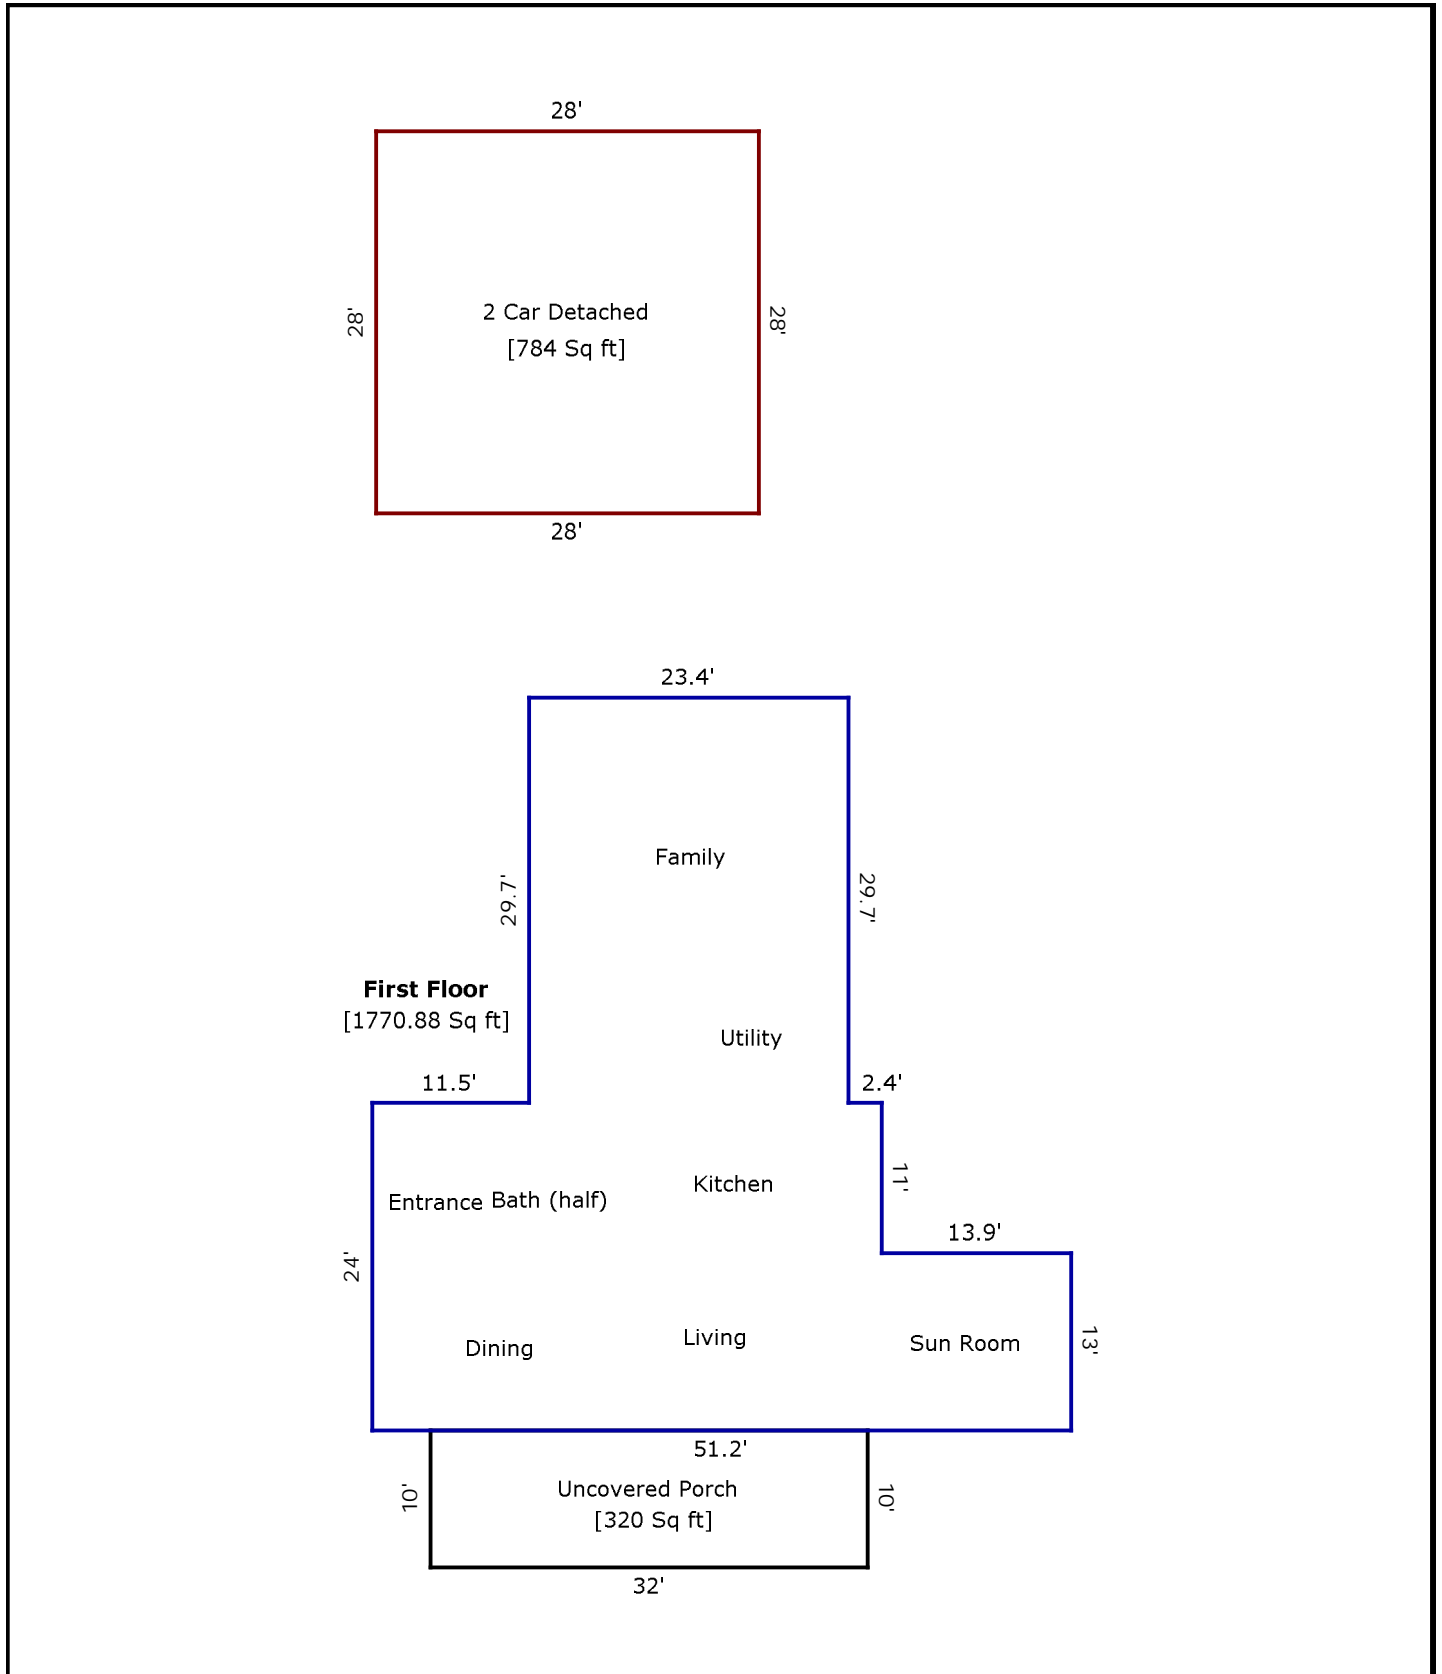 28'
28'
28'
2 Car Detached
[784 Sq ft]
28'
23.4'
Family
29.7'
29.7'
First Floor
[1770.88 Sq ft]
Utility
11.5'
2.4'
11'
Kitchen
Entrance
Bath (half)
13.9'
24'
Living
Dining
Sun Room
13'
51.2'
Uncovered Porch
10'
10'
[320 Sq ft]
32'